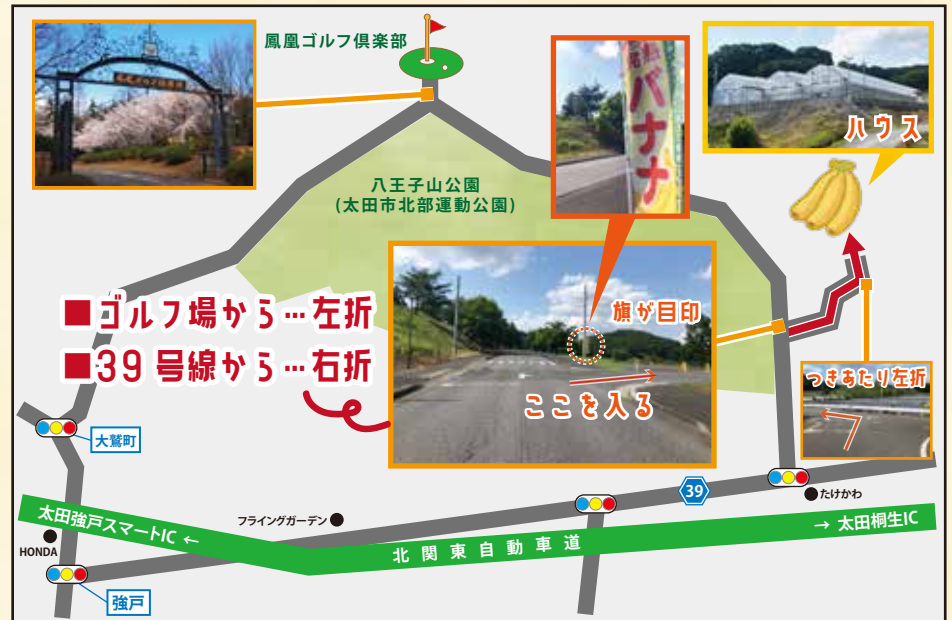 鳳凰ゴルフ倶楽部
バナナ
ハウス
八王子山公園
(太田市北部運動公園)
■ゴルフ場から…左折
■39号線から…右折
旗が目印
ここを入る
つきあたり左折
大鷲町
39
たけかわ
フライングガーデン
太田強戸スマートIC ←
北関東自動車道
→ 太田桐生IC
HONDA
強戸